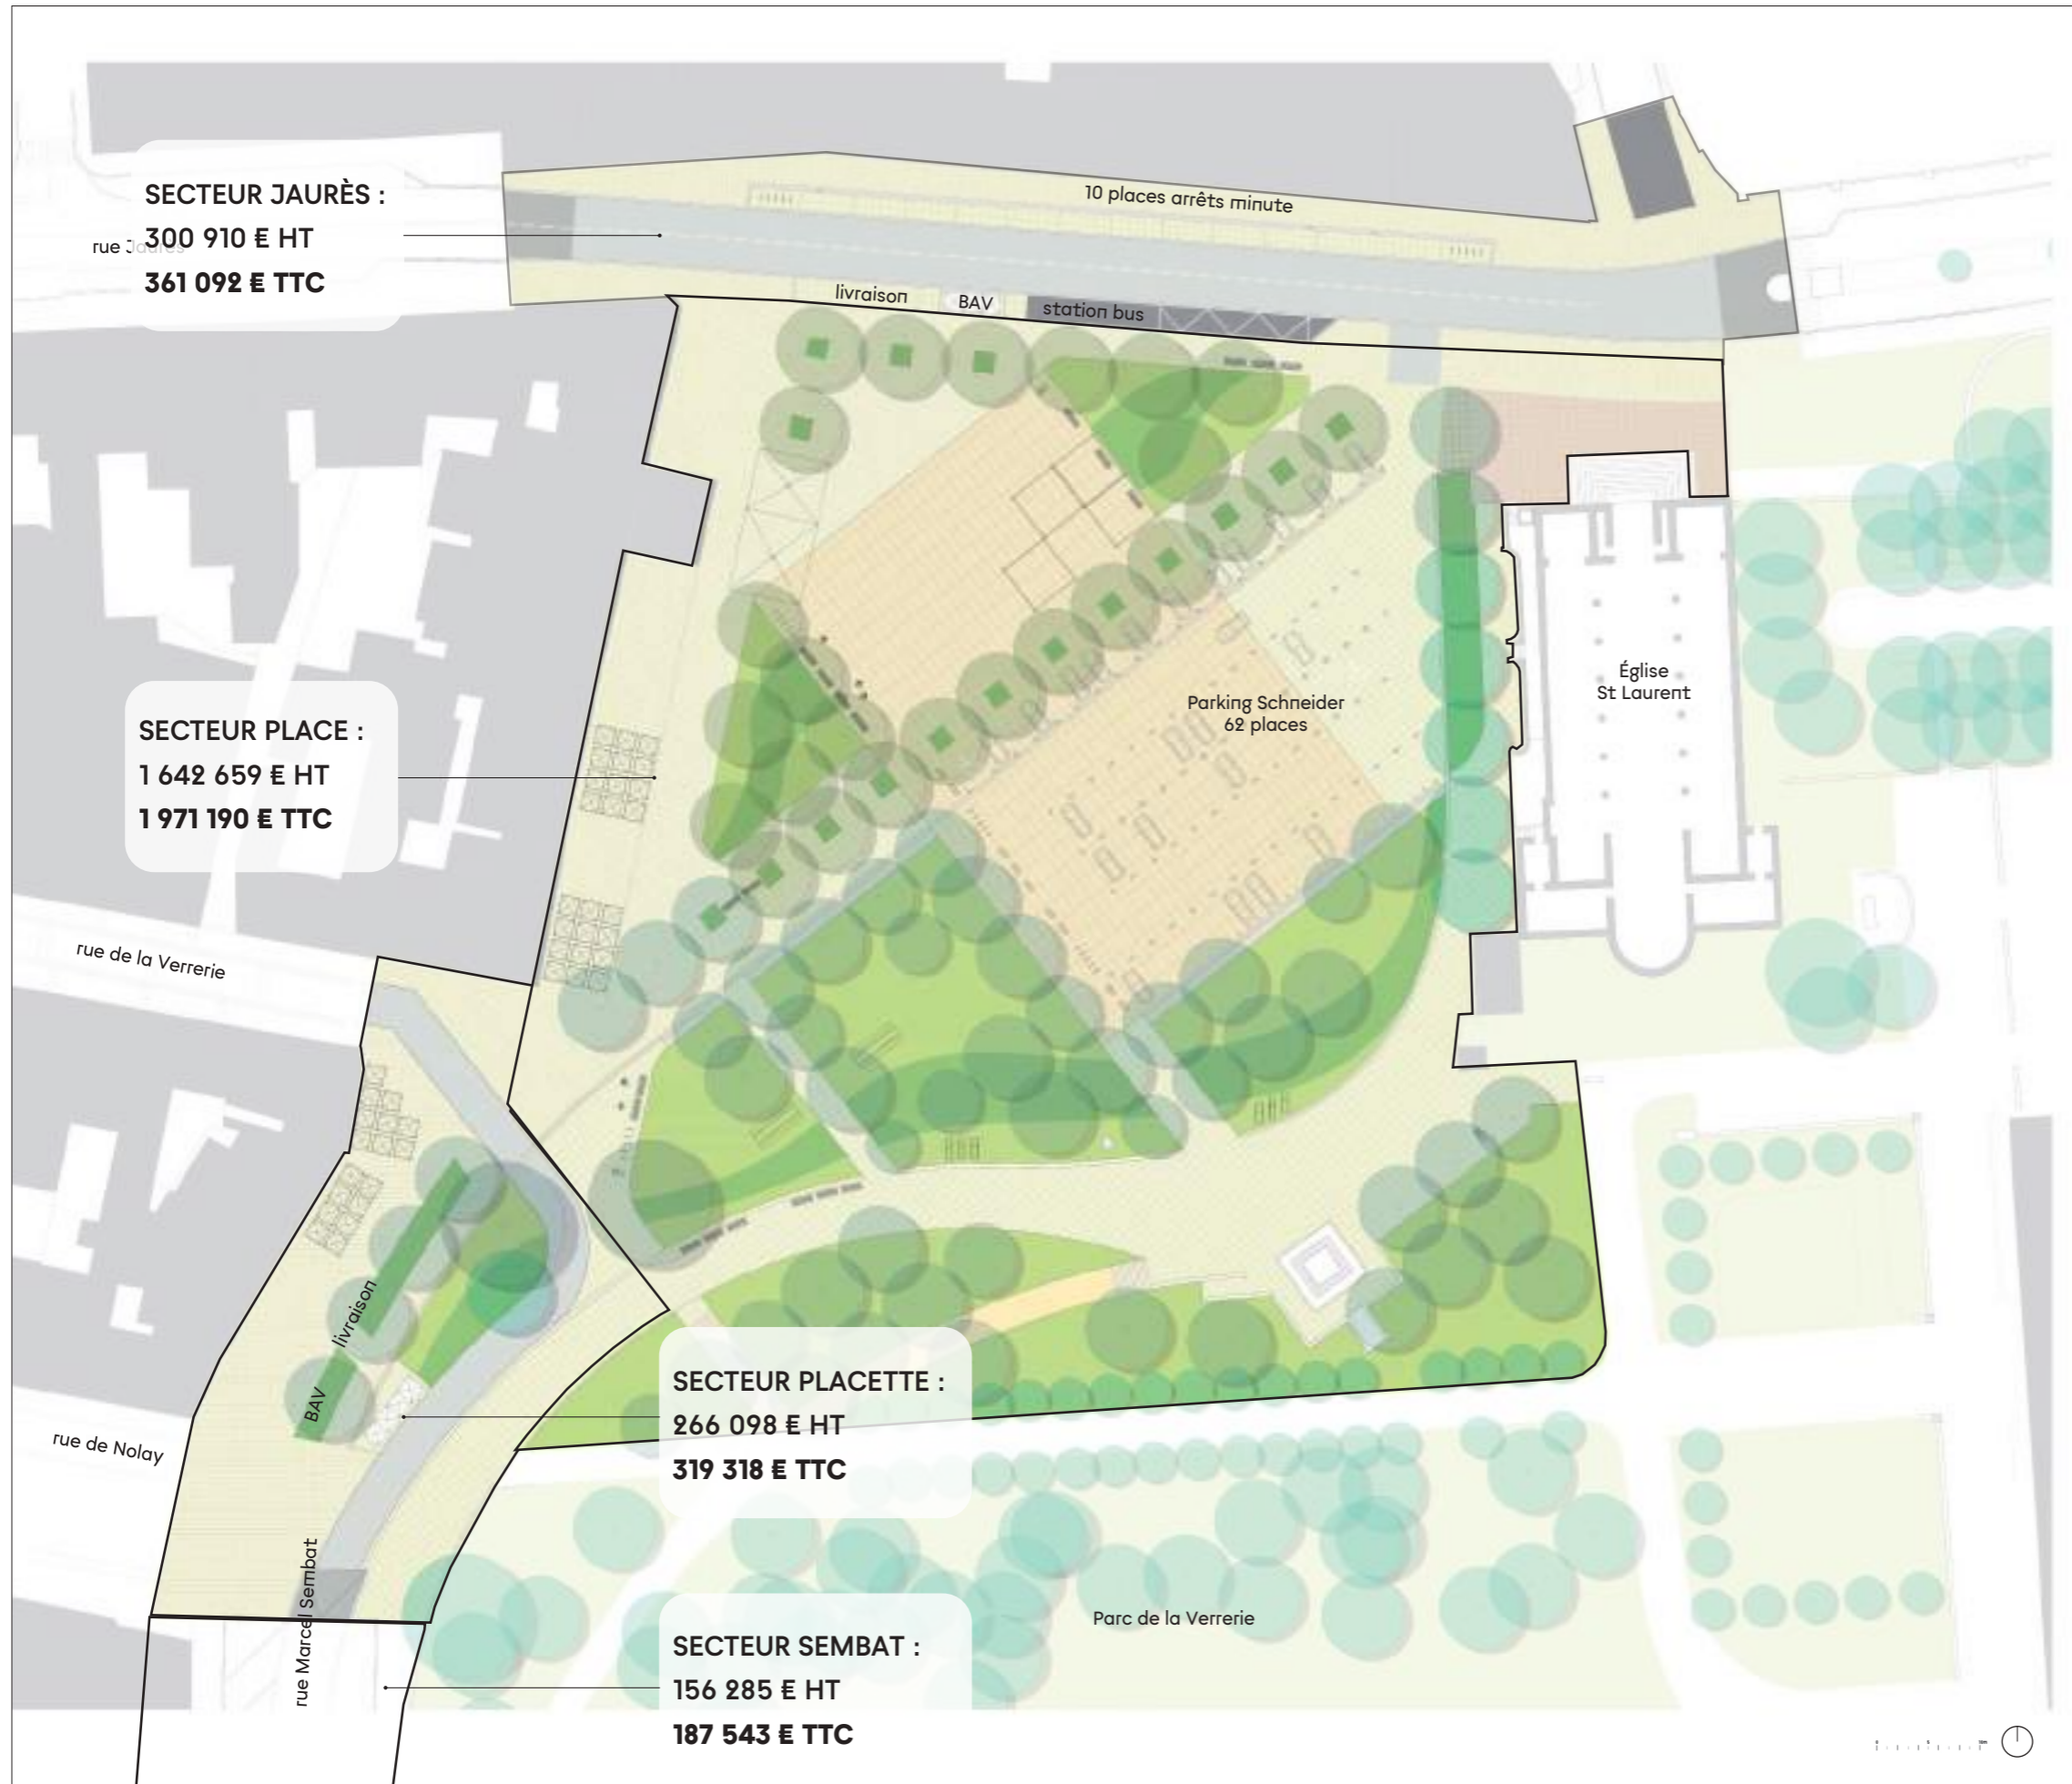 10 places arrêts minute
SECTEUR JAURÈS :
300 910 € HT
361 092 € TTC
rue Jaurès
livraison
BAV
station bus
Église
St Laurent
Parking Schneider
62 places
SECTEUR PLACE :
1 642 659 € HT
1 971 190 € TTC
rue de la Verrerie
livraison
BAV
rue de Nolay
SECTEUR PLACETTE :
266 098 € HT
319 318 € TTC
rue Marcel Sembat
Parc de la Verrerie
SECTEUR SEMBAT :
156 285 € HT
187 543 € TTC